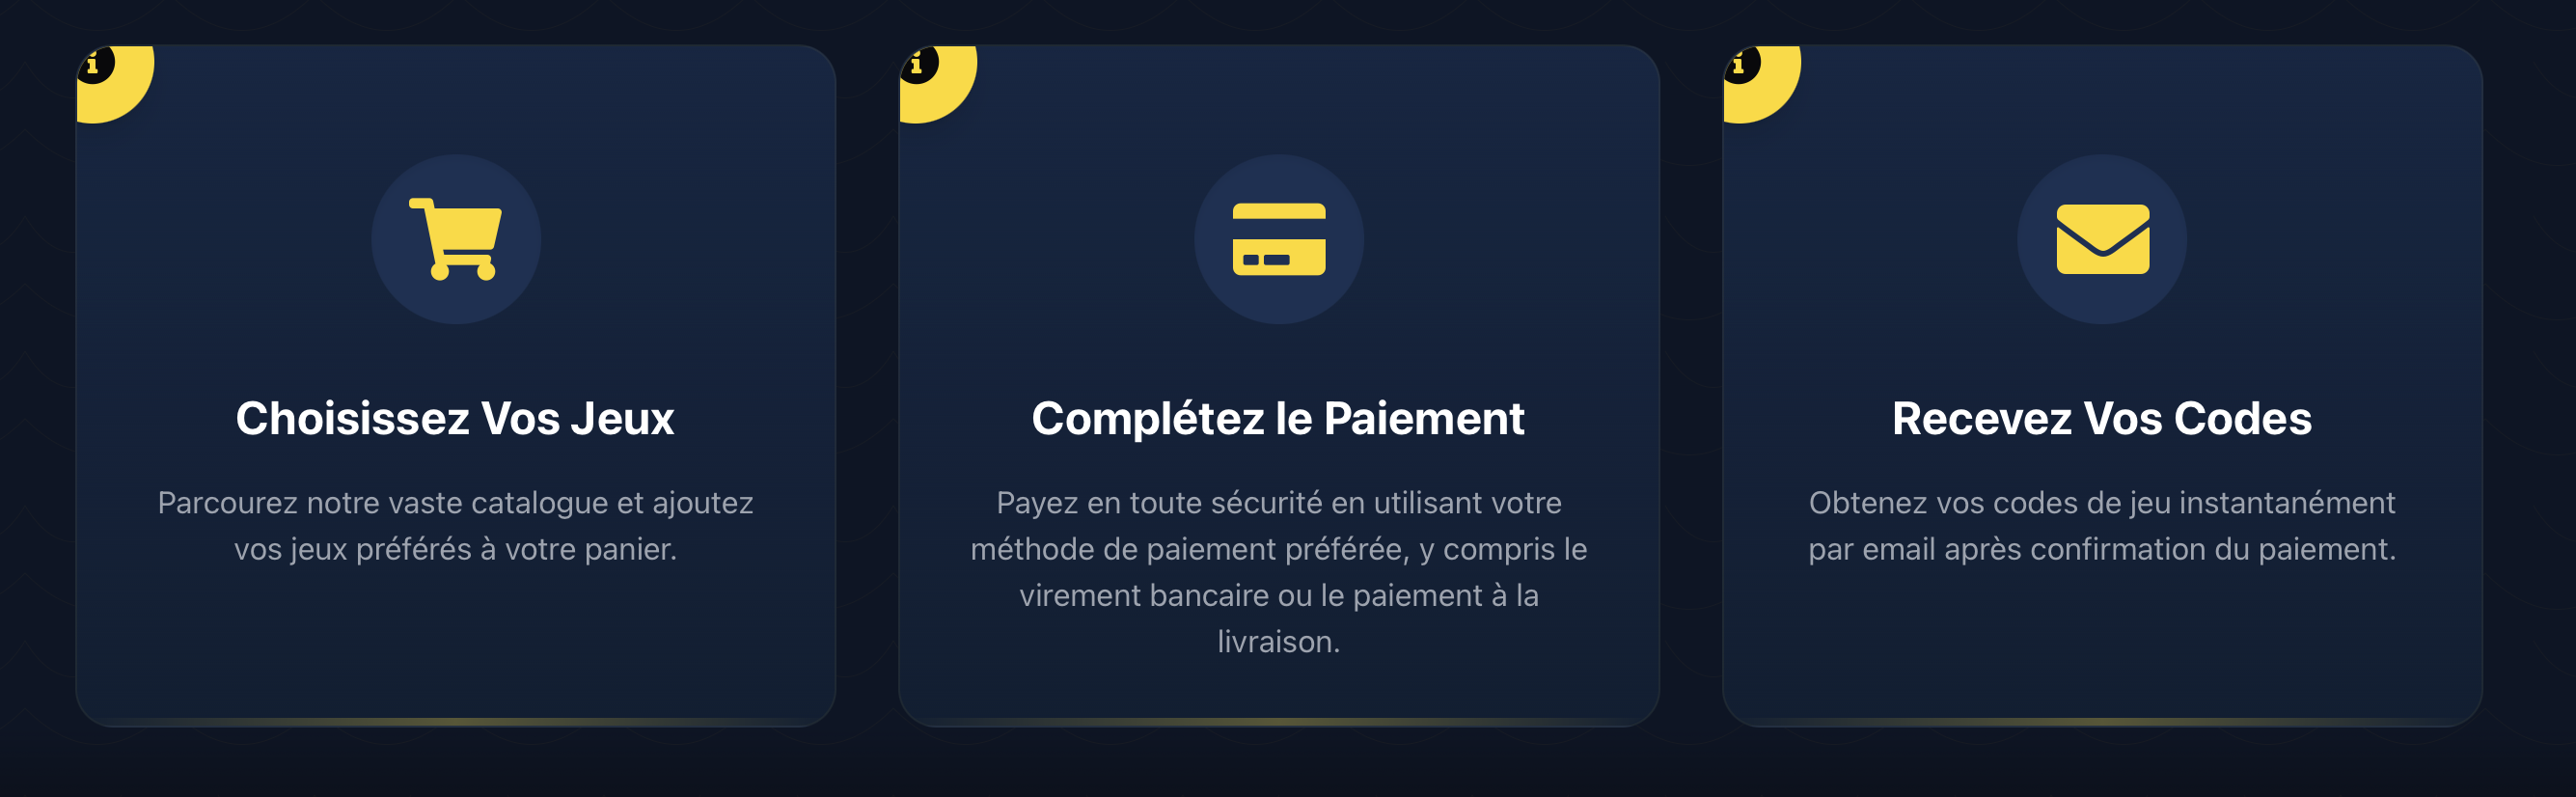 Choisissez Vos Jeux
Parcourez notre vaste catalogue et ajoutez
vos jeux préférés à votre panier.
Complétez le Paiement
Payez en toute sécurité en utilisant votre
méthode de paiement préférée, y compris le
virement bancaire ou le paiement à la
livraison.
Recevez Vos Codes
Obtenez vos codes de jeu instantanément
par email après confirmation du paiement.